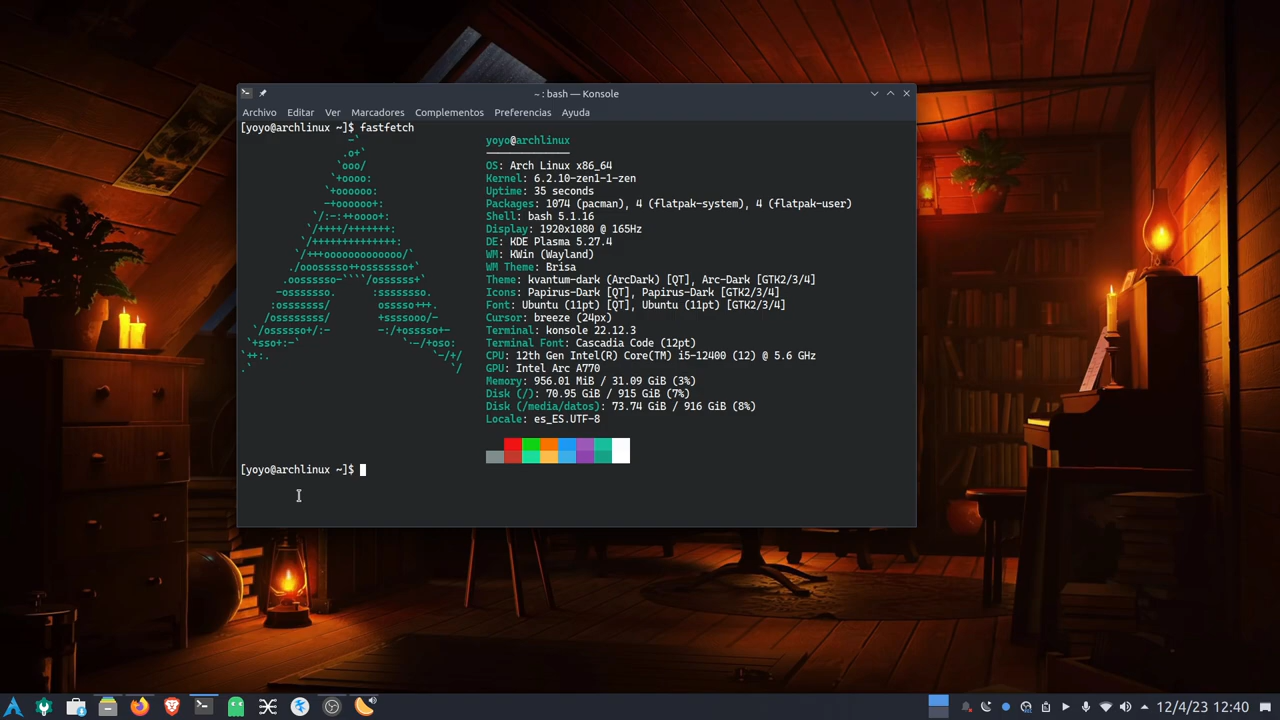 ~ : bash — Konsole
Archivo Editar Ver Marcadores Complementos Preferencias Ayuda
[yoyo@archlinux ~]$ fastfetch
yoyo@archlinux
OS: Arch Linux x86_64
Kernel: 6.2.10-zen1-1-zen
Uptime: 35 seconds
Packages: 1074 (pacman), 4 (flatpak-system), 4 (flatpak-user)
Shell: bash 5.1.16
Display: 1920x1080 @ 165Hz
DE: KDE Plasma 5.27.4
WM: KWin (Wayland)
WM Theme: Brisa
Theme: kvantum-dark (ArcDark) [QT], Arc-Dark [GTK2/3/4]
Icons: Papirus-Dark [QT], Papirus-Dark [GTK2/3/4]
Font: Ubuntu (11pt) [QT], Ubuntu (11pt) [GTK2/3/4]
Cursor: breeze (24px)
Terminal: konsole 22.12.3
Terminal Font: Cascadia Code (12pt)
CPU: 12th Gen Intel(R) Core(TM) i5-12400 (12) @ 5.6 GHz
GPU: Intel Arc A770
Memory: 956.01 MiB / 31.09 GiB (3%)
Disk (/): 70.95 GiB / 915 GiB (7%)
Disk (/media/datos): 73.74 GiB / 916 GiB (8%)
Locale: es_ES.UTF-8
[yoyo@archlinux ~]$
12/4/23 12:40